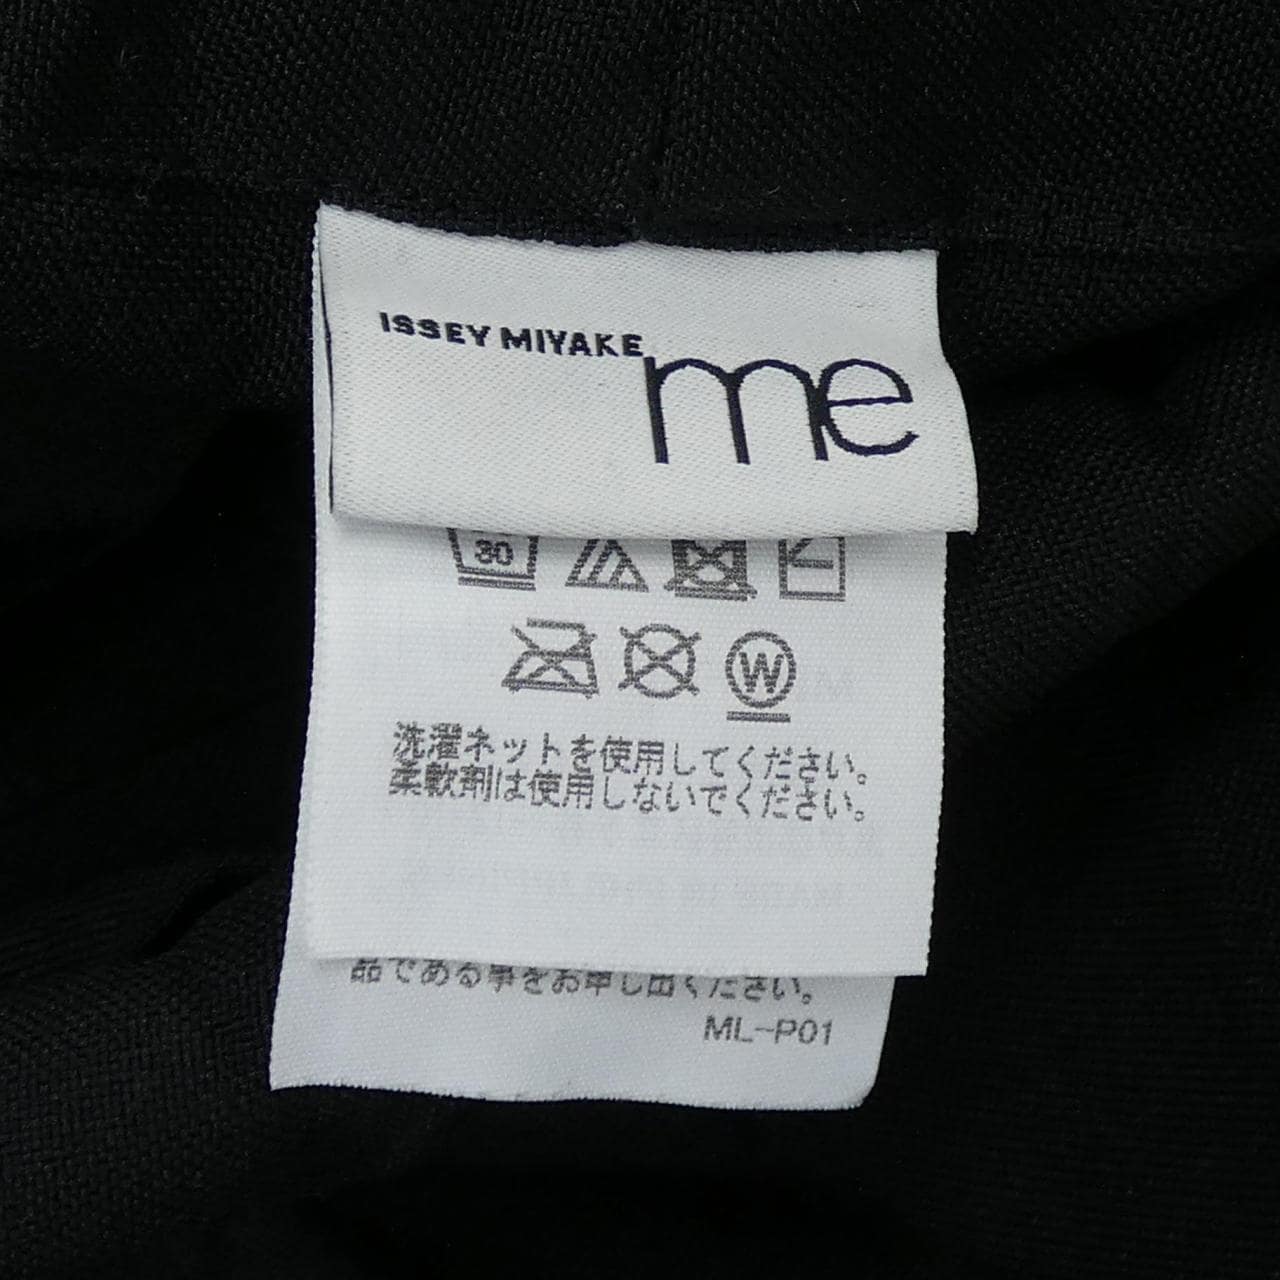 ISSEY MIYAKE
me
30
W
洗濯ネットを使用してください。
柔軟剤は使用しないでください。
品である事をお申し出ください。
ML-P01